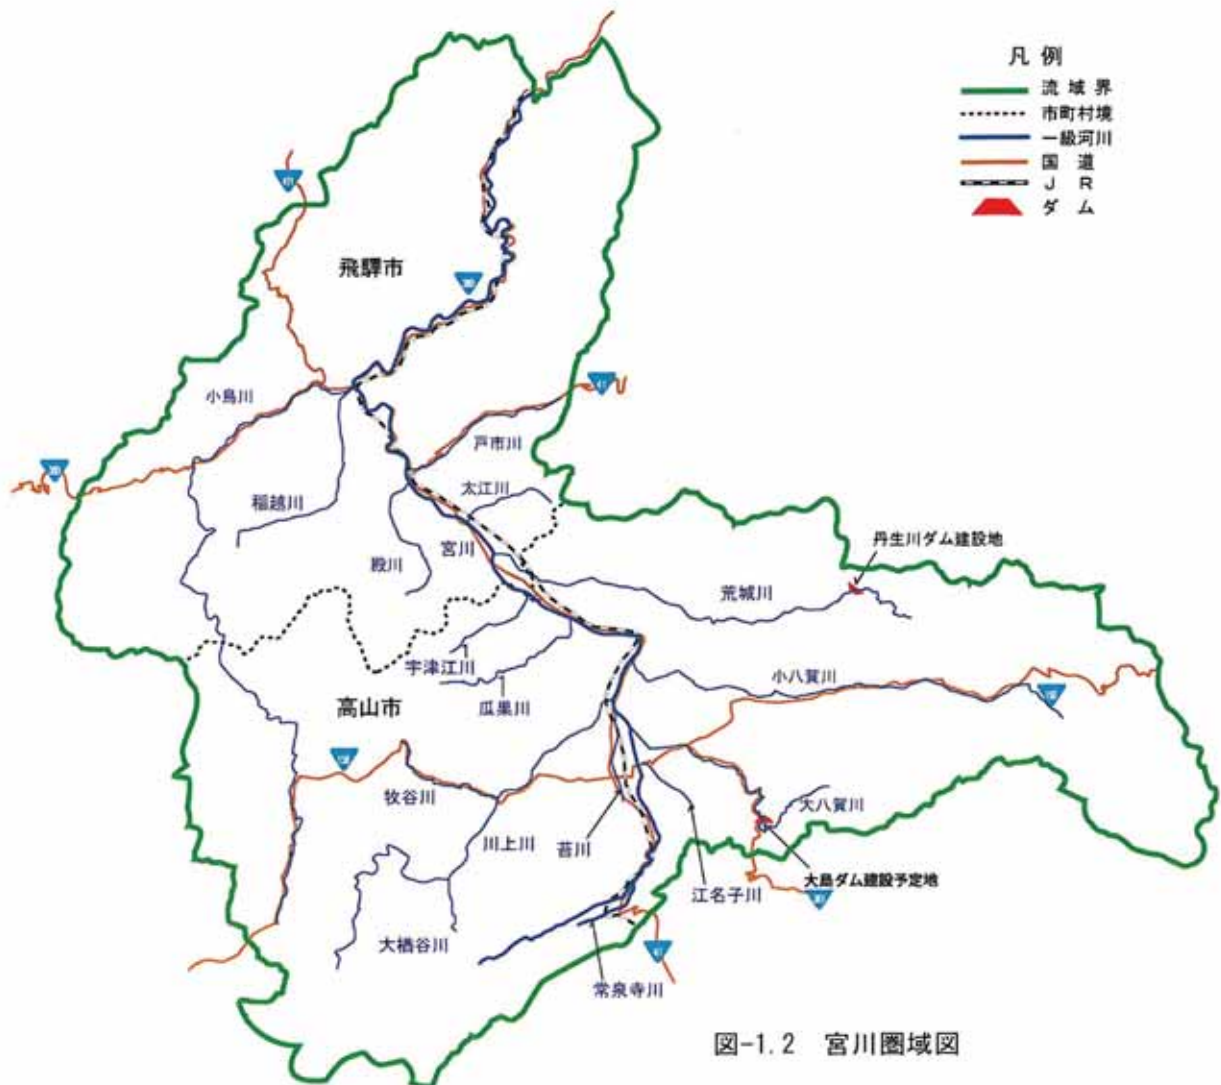 凡例
流域界
市町村境
一級河川
国道
JR
ダム
飛騨市
小鳥川
戸市川
太江川
稲越川
殿川
宮川
丹生川ダム建設地
荒城川
宇津江川
瓜巣川
小八賀川
高山市
牧谷川
川上川
苔川
大八賀川
大島ダム建設予定地
江名子川
大楢谷川
常泉寺川
41
41
158
図-1.2 宮川圏域図